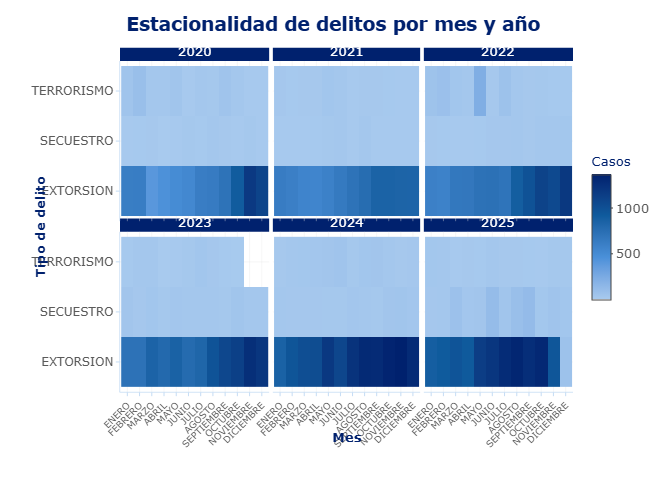 Estacionalidad de delitos por mes y año
2020
2021
2022
TERRORISMO
SECUESTRO
EXTORSION
2023
2024
2025
TERRORISMO
SECUESTRO
EXTORSION
Tipo de delito
Casos
1000
500
ENERO
FEBRERO
MARZO
ABRIL
MAYO
JUNIO
JULIO
AGOSTO
SEPTIEMBRE
OCTUBRE
NOVIEMBRE
DICIEMBRE
ENERO
FEBRERO
MARZO
ABRIL
MAYO
JUNIO
JULIO
AGOSTO
SEPTIEMBRE
OCTUBRE
NOVIEMBRE
DICIEMBRE
ENERO
FEBRERO
MARZO
ABRIL
MAYO
JUNIO
JULIO
AGOSTO
SEPTIEMBRE
OCTUBRE
NOVIEMBRE
DICIEMBRE
Mes